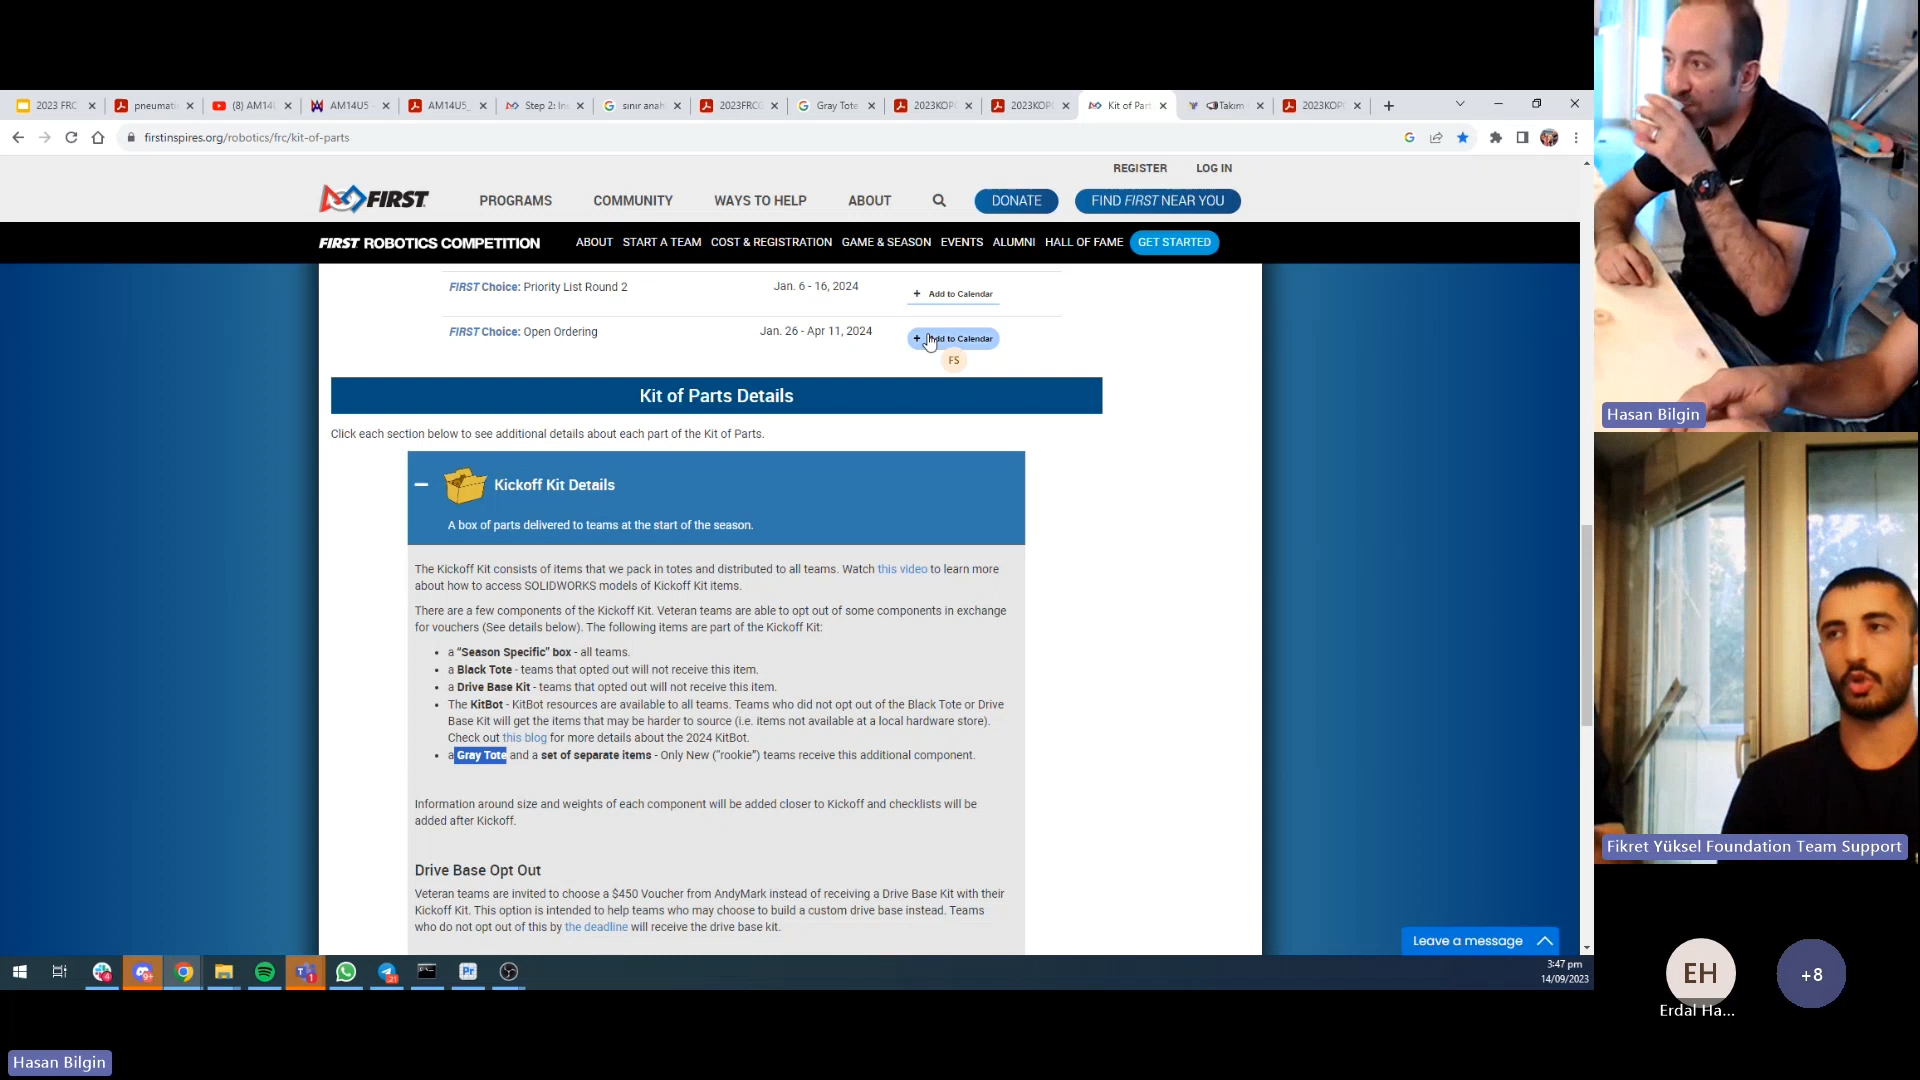 2023 FRC
pneumati
(8) AM14U
AM14U5
AM14U5_
Step 2: In
sınır anah
2023FRC
Gray Tote
2023KOP
2023KOP
Kit of Part
Takım
2023KOP
firstinspires.org/robotics/frc/kit-of-parts
REGISTER LOG IN
FIRST
PROGRAMS COMMUNITY WAYS TO HELP ABOUT DONATE FIND FIRST NEAR YOU
FIRST ROBOTICS COMPETITION ABOUT START A TEAM COST & REGISTRATION GAME & SEASON EVENTS ALUMNI HALL OF FAME GET STARTED
FIRST Choice: Priority List Round 2 Jan. 6 - 16, 2024 + Add to Calendar
FIRST Choice: Open Ordering Jan. 26 - Apr 11, 2024 + Add to Calendar
FS
Kit of Parts Details
Click each section below to see additional details about each part of the Kit of Parts.
Kickoff Kit Details
A box of parts delivered to teams at the start of the season.
The Kickoff Kit consists of items that we pack in totes and distributed to all teams. Watch this video to learn more
about how to access SOLIDWORKS models of Kickoff Kit items.
There are a few components of the Kickoff Kit. Veteran teams are able to opt out of some components in exchange
for vouchers (See details below). The following items are part of the Kickoff Kit:
• a “Season Specific” box - all teams.
• a Black Tote - teams that opted out will not receive this item.
• a Drive Base Kit - teams that opted out will not receive this item.
• The KitBot - KitBot resources are available to all teams. Teams who did not opt out of the Black Tote or Drive
Base Kit will get the items that may be harder to source (i.e. items not available at a local hardware store).
Check out this blog for more details about the 2024 KitBot.
• a Gray Tote and a set of separate items - Only New (“rookie”) teams receive this additional component.
Information around size and weights of each component will be added closer to Kickoff and checklists will be
added after Kickoff.
Drive Base Opt Out
Veteran teams are invited to choose a $450 Voucher from AndyMark instead of receiving a Drive Base Kit with their
Kickoff Kit. This option is intended to help teams who may choose to build a custom drive base instead. Teams
who do not opt out of this by the deadline will receive the drive base kit.
Leave a message
3:47 pm
14/09/2023
Hasan Bilgin
Fikret Yüksel Foundation Team Support
EH
Erdal Ha...
+8
Hasan Bilgin